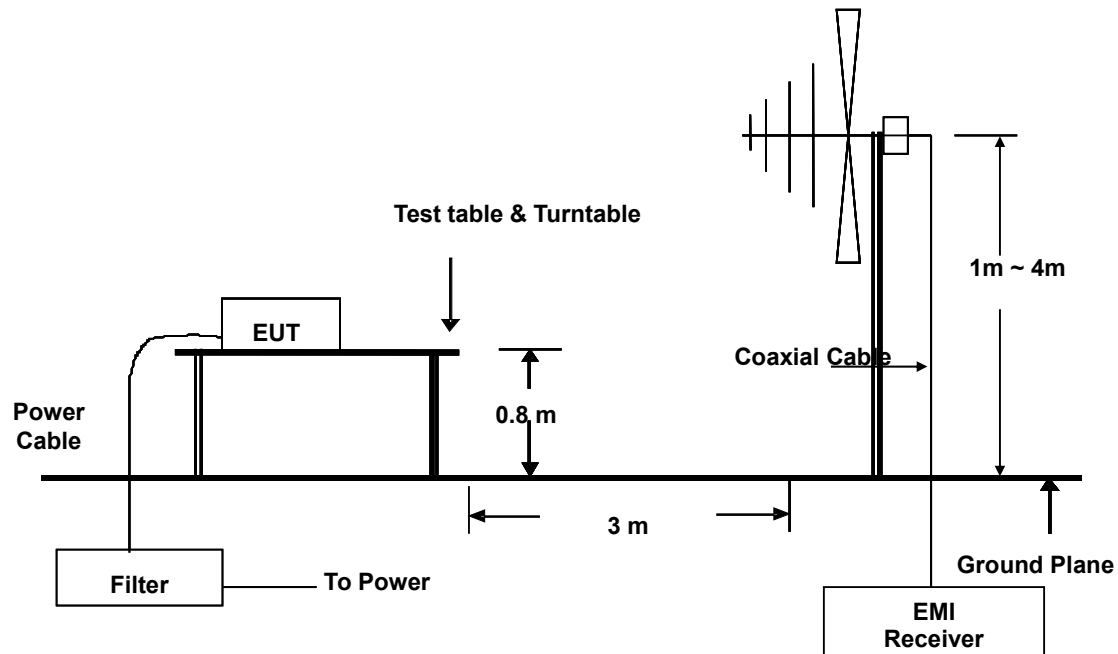 Test table & Turntable
1m ~ 4m
EUT
Coaxial Cable
0.8 m
Power
Cable
3 m
Ground Plane
Filter
To Power
EMI
Receiver